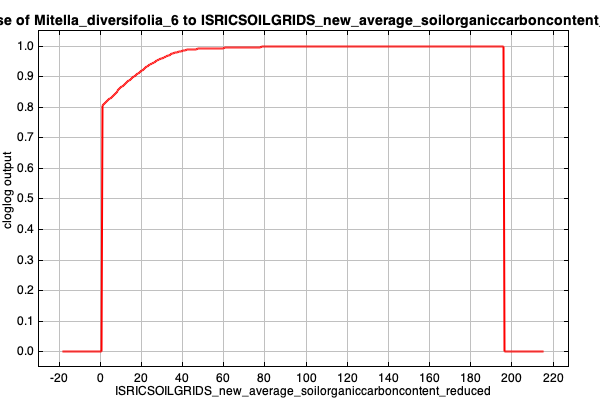 se of Mitella_diversifolia_6 to ISRICSOILGRIDS_new_average_soilorganiccarboncontent_
1.0
0.9
0.8
0.7
0.6
0.5
0.4
0.3
0.2
0.1
0.0
cloglog output
-20 0 20 40 60 80 100 120 140 160 180 200 220
ISRICSOILGRIDS_new_average_soilorganiccarboncontent_reduced